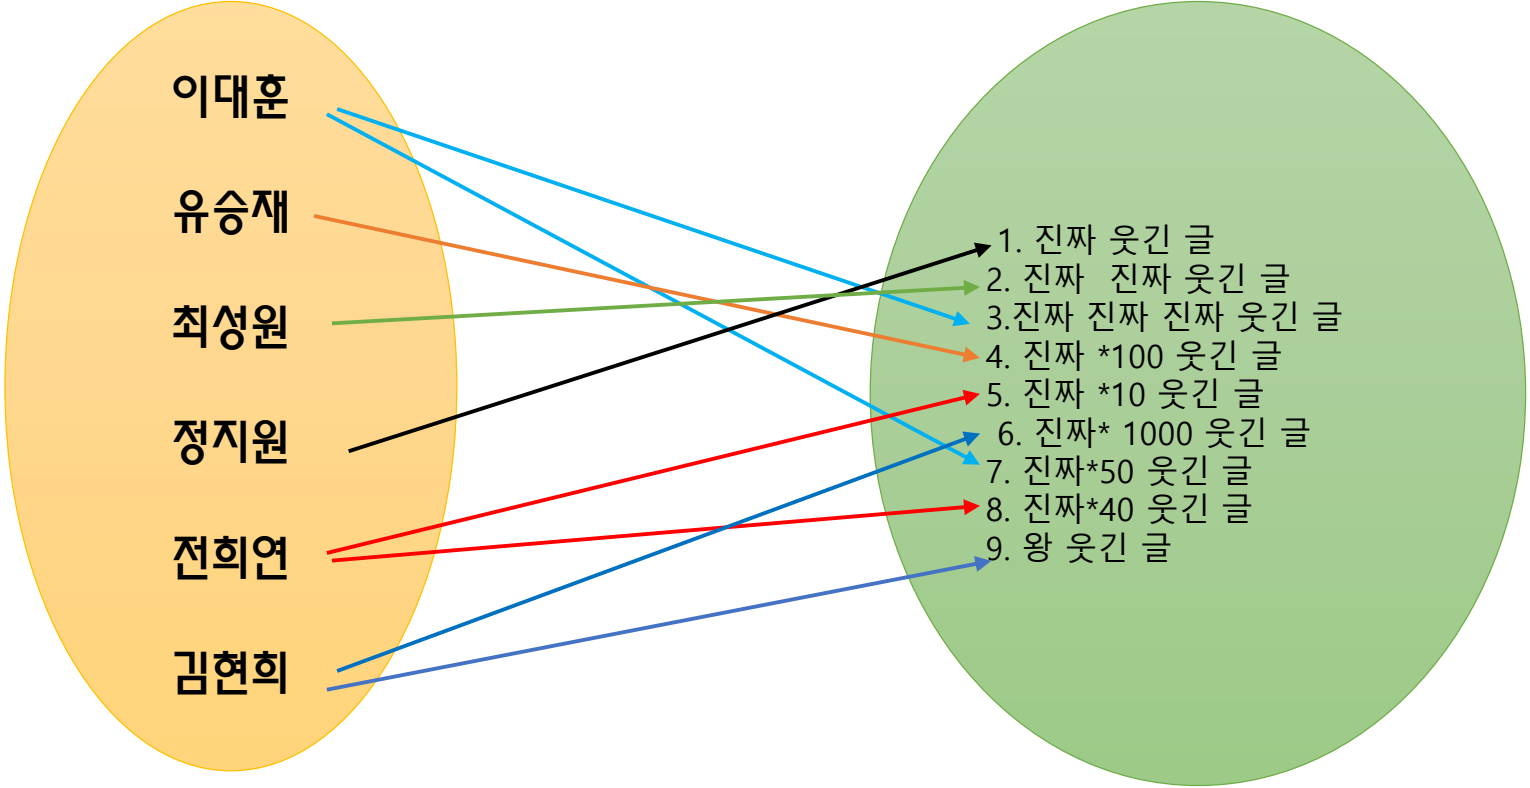 이대훈
유승재
최성원
정지원
전희연
김현희
1. 진짜 웃긴 글
2. 진짜  진짜 웃긴 글
3.진짜 진짜 진짜 웃긴 글
4. 진짜 *100 웃긴 글
5. 진짜 *10 웃긴 글
6. 진짜* 1000 웃긴 글
7. 진짜*50 웃긴 글
8. 진짜*40 웃긴 글
9. 왕 웃긴 글